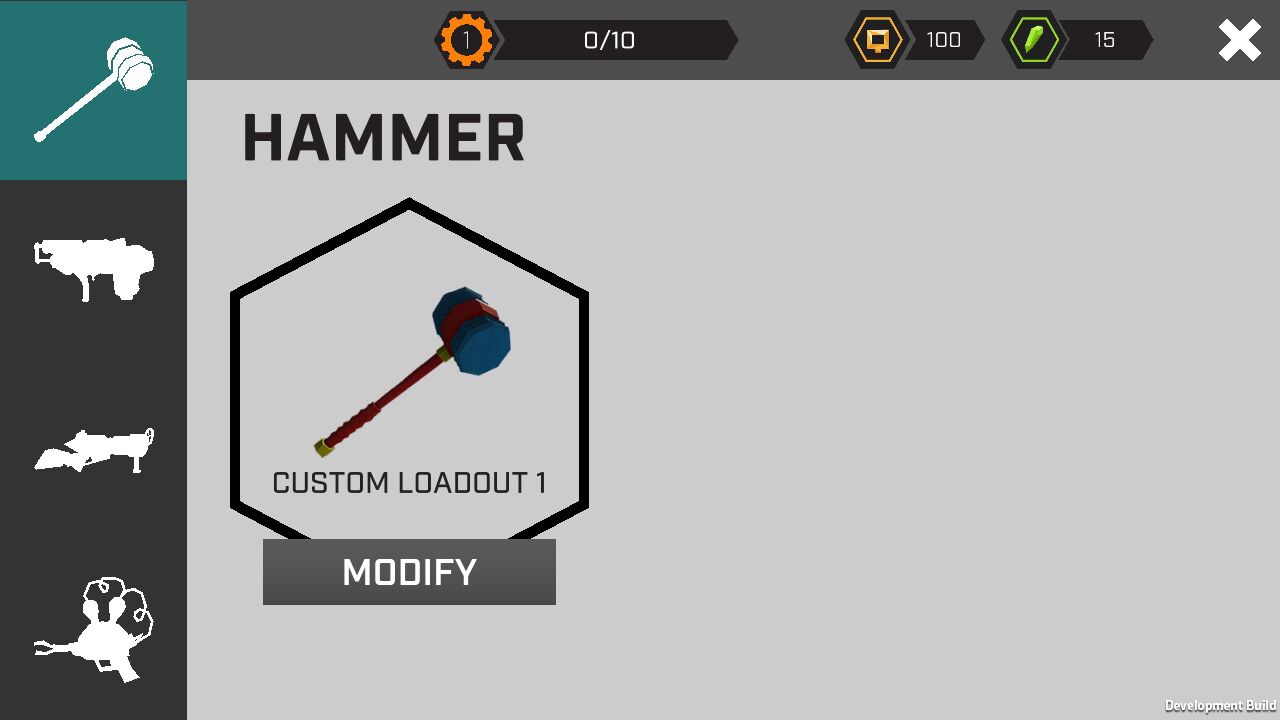 1
0/10
100
15
HAMMER
CUSTOM LOADOUT 1
MODIFY
Development Build